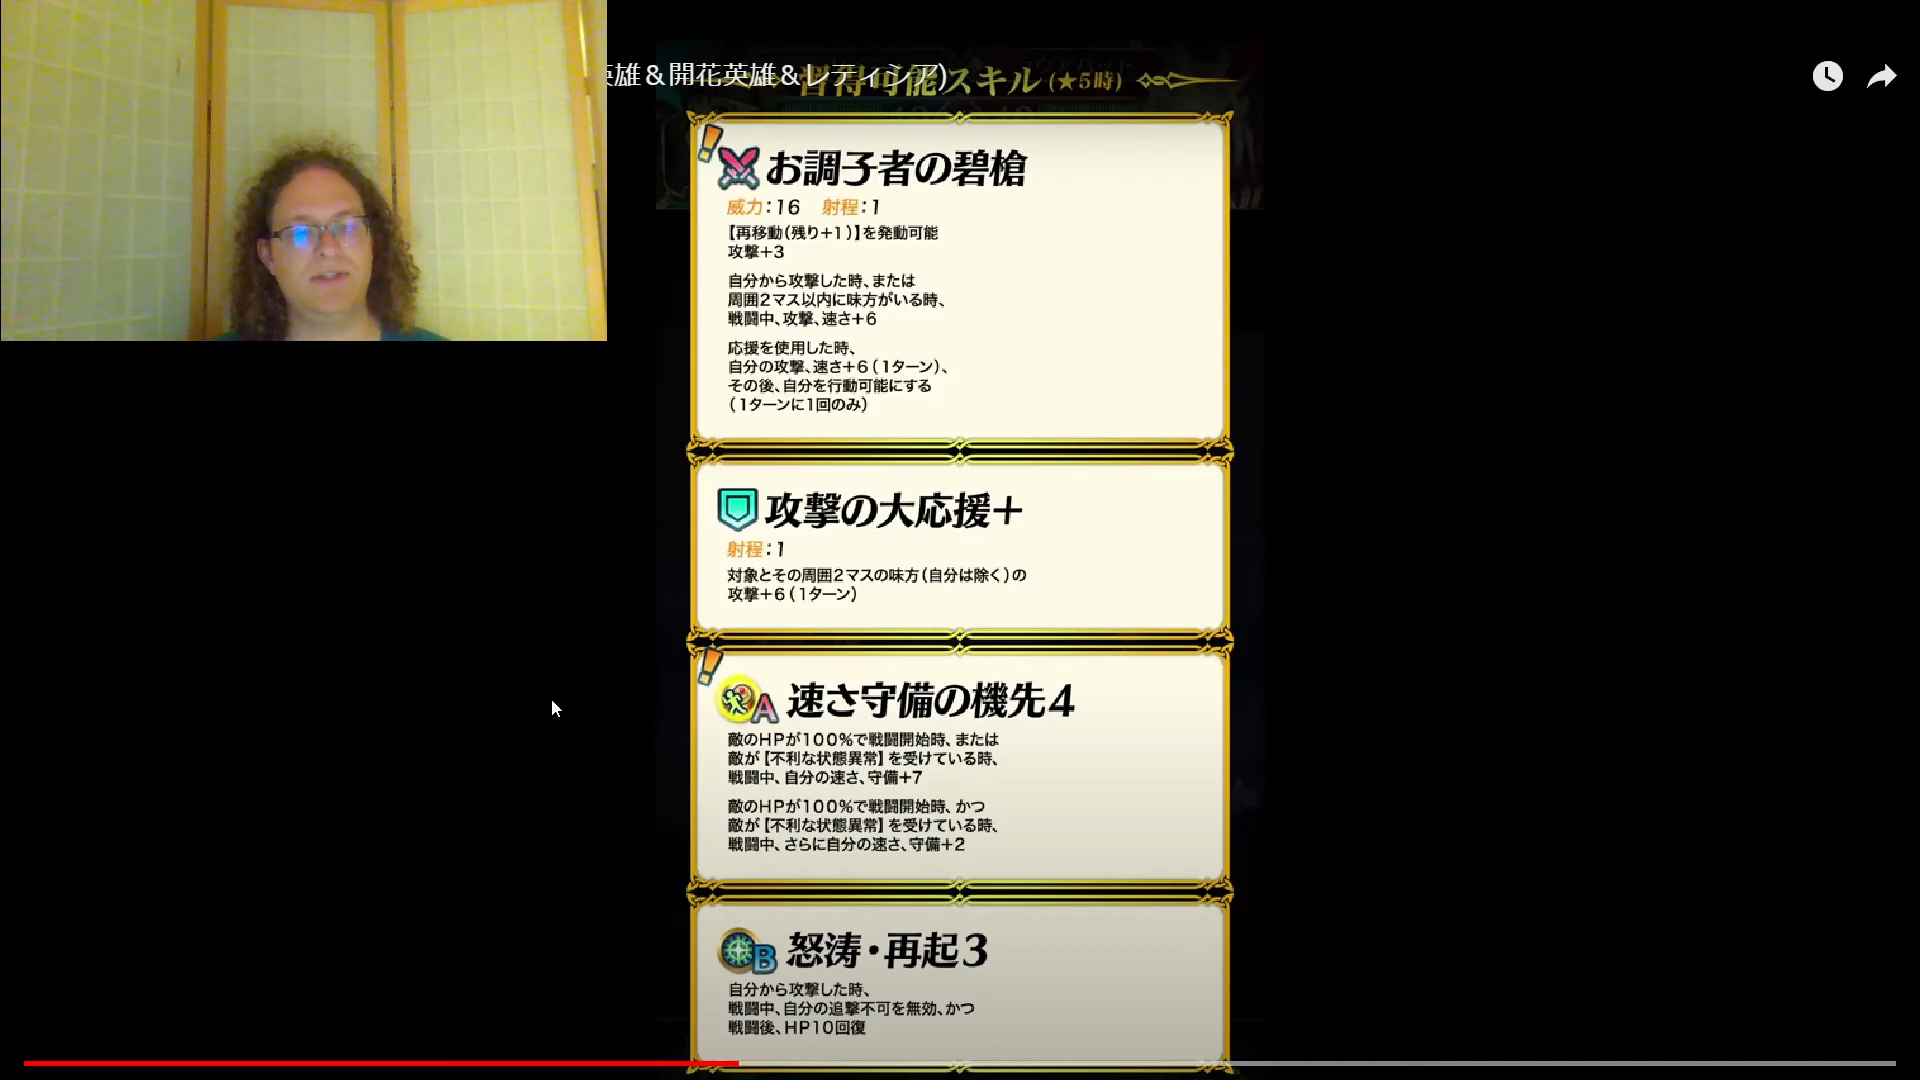 英雄＆開花英雄＆レティシア)
習得可能スキル(★5時)
お調子者の碧槍
威力:16 射程:1
【再移動(残り+1)】を発動可能
攻撃+3
自分から攻撃した時、または
周囲2マス以内に味方がいる時、
戦闘中、攻撃、速さ+6
応援を使用した時、
自分の攻撃、速さ+6(1ターン)、
その後、自分を行動可能にする
(1ターンに1回のみ)
攻撃の大応援+
射程:1
対象とその周囲2マスの味方(自分は除く)の
攻撃+6(1ターン)
A 速さ守備の機先4
敵のHPが100%で戦闘開始時、または
敵が【不利な状態異常】を受けている時、
戦闘中、自分の速さ、守備+7
敵のHPが100%で戦闘開始時、かつ
敵が【不利な状態異常】を受けている時、
戦闘中、さらに自分の速さ、守備+2
B 怒涛・再起3
自分から攻撃した時、
戦闘中、自分の追撃不可を無効、かつ
戦闘後、HP10回復